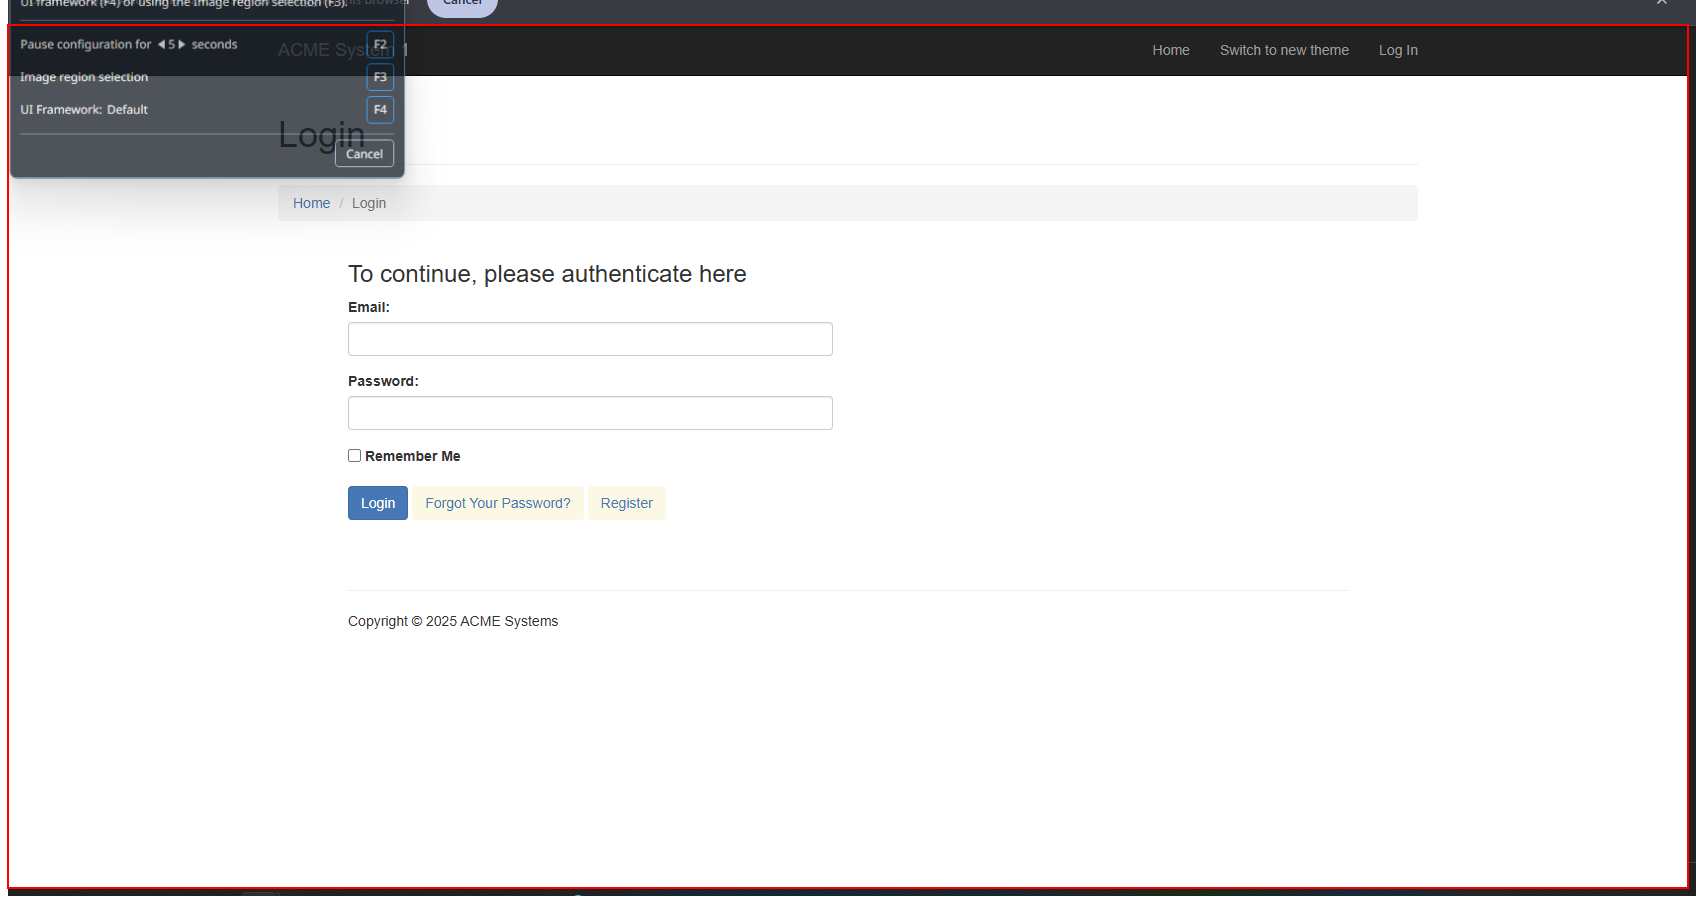 UI framework (F4) or using the image region selection (F3).
Cancel
Pause configuration for 5 seconds F2
Image region selection F3
UI Framework: Default F4
Cancel
ACME System 1
Home
Switch to new theme
Log In
Login
Home / Login
To continue, please authenticate here
Email:
Password:
Remember Me
Login
Forgot Your Password?
Register
Copyright © 2025 ACME Systems